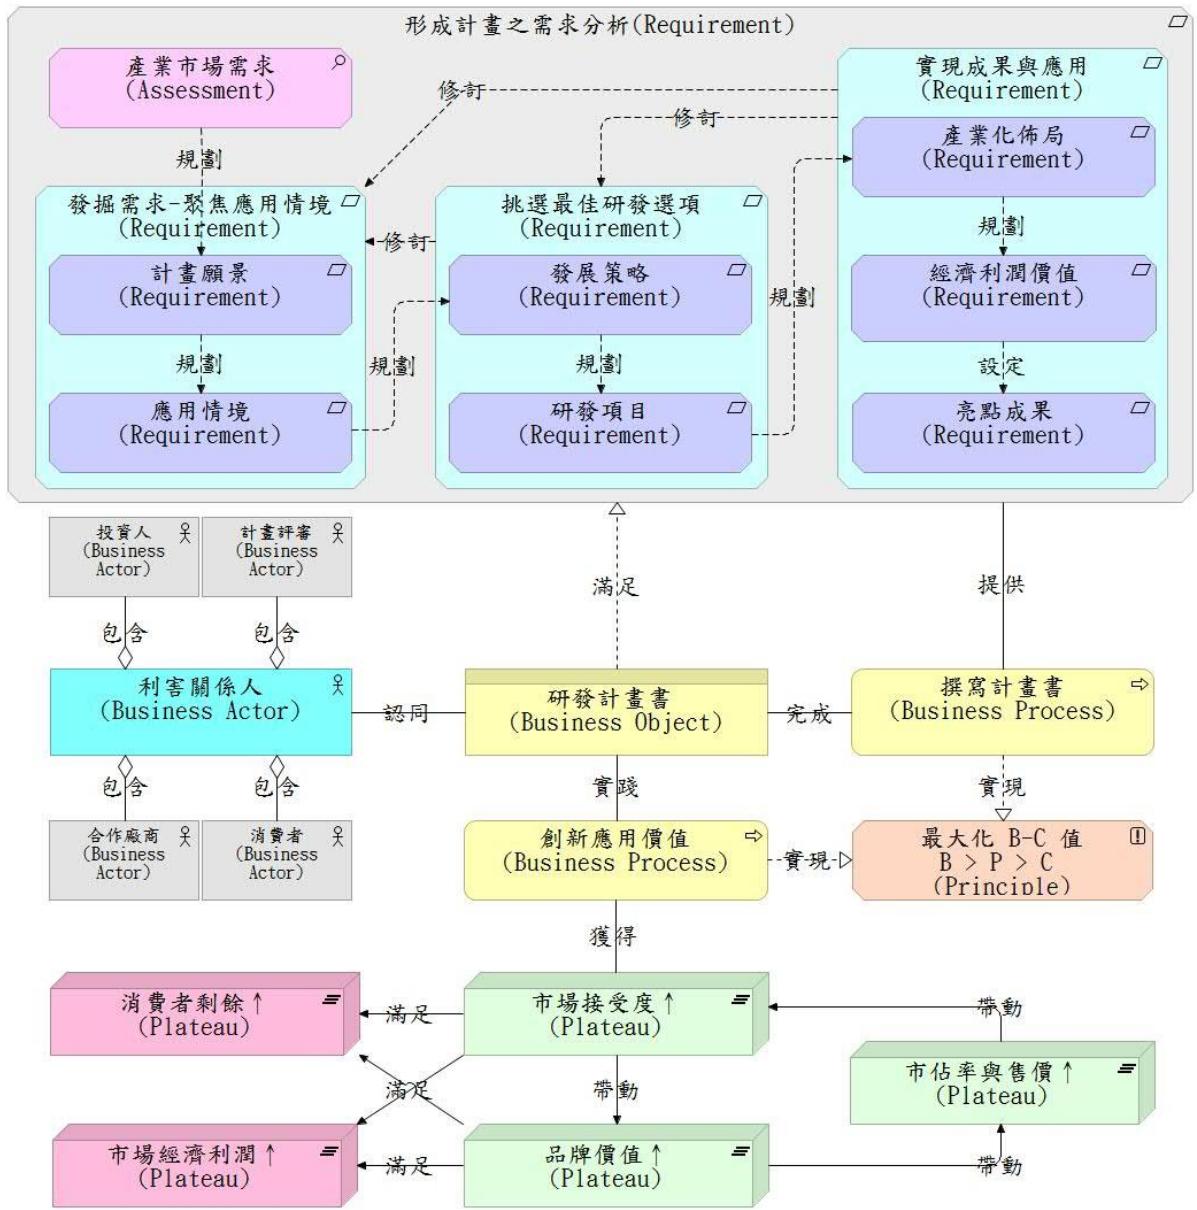 形成計畫之需求分析(Requirement)
產業市場需求
(Assessment)
實現成果與應用
(Requirement)
修訂
修訂
產業化佈局
(Requirement)
規劃
發掘需求-聚焦應用情境
(Requirement)
挑選最佳研發選項
(Requirement)
規劃
修訂
計畫願景
(Requirement)
發展策略
(Requirement)
規劃
經濟利潤價值
(Requirement)
規劃
規劃
規劃
設定
應用情境
(Requirement)
研發項目
(Requirement)
亮點成果
(Requirement)
投資人
(Business
Actor)
計畫評審
(Business
Actor)
滿足
提供
包含
包含
利害關係人
(Business Actor)
認同
研發計畫書
(Business Object)
完成
撰寫計畫書
(Business Process)
包含
包含
實踐
實現
合作廠商
(Business
Actor)
消費者
(Business
Actor)
創新應用價值
(Business Process)
實現
最大化 B-C 值
B > P > C
(Principle)
獲得
消費者剩餘↑
(Plateau)
滿足
市場接受度↑
(Plateau)
帶動
滿足
帶動
市佔率與售價↑
(Plateau)
市場經濟利潤↑
(Plateau)
滿足
品牌價值↑
(Plateau)
帶動